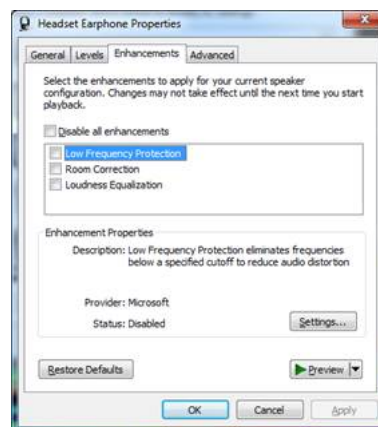 Headset Earphone Properties
General Levels Enhancements Advanced
Select the enhancements to apply for your current speaker
configuration. Changes may not take effect until the next time you start
playback.
Disable all enhancements
Low Frequency Protection
Room Correction
Loudness Equalization
Enhancement Properties
Description: Low Frequency Protection eliminates frequencies
below a specified cutoff to reduce audio distortion
Provider: Microsoft
Status: Disabled
Settings...
Restore Defaults
Preview
OK Cancel Apply